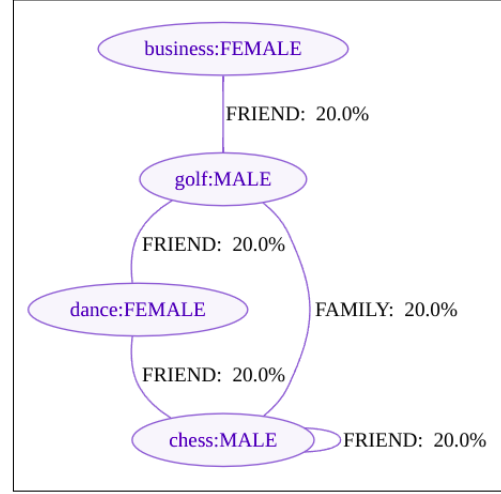 business:FEMALE
FRIEND:  20.0%
golf:MALE
FRIEND:  20.0%
dance:FEMALE
FAMILY:  20.0%
FRIEND:  20.0%
chess:MALE
FRIEND:  20.0%